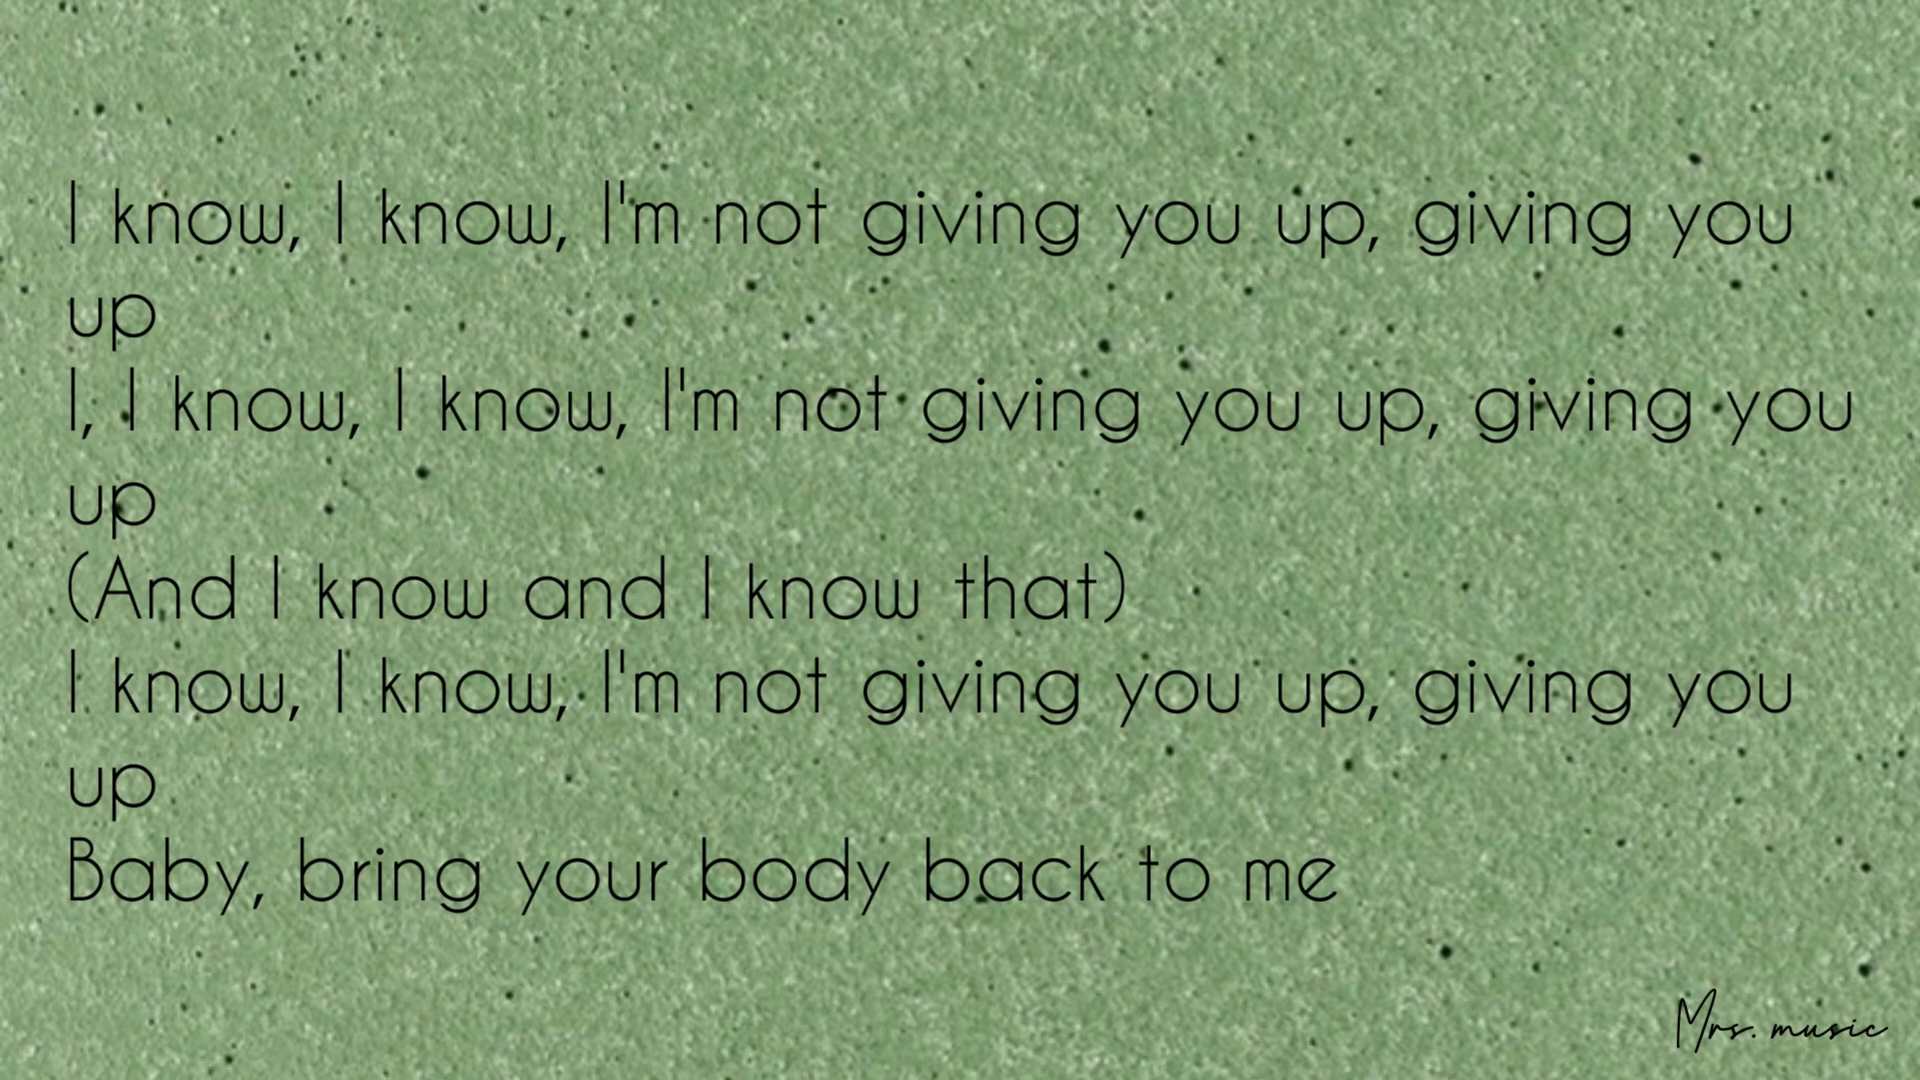 I know, I know, I'm not giving you up, giving you
up
I, I know, I know, I'm not giving you up, giving you
up
(And I know and I know that)
I know, I know, I'm not giving you up, giving you
up
Baby, bring your body back to me
Mrs. music